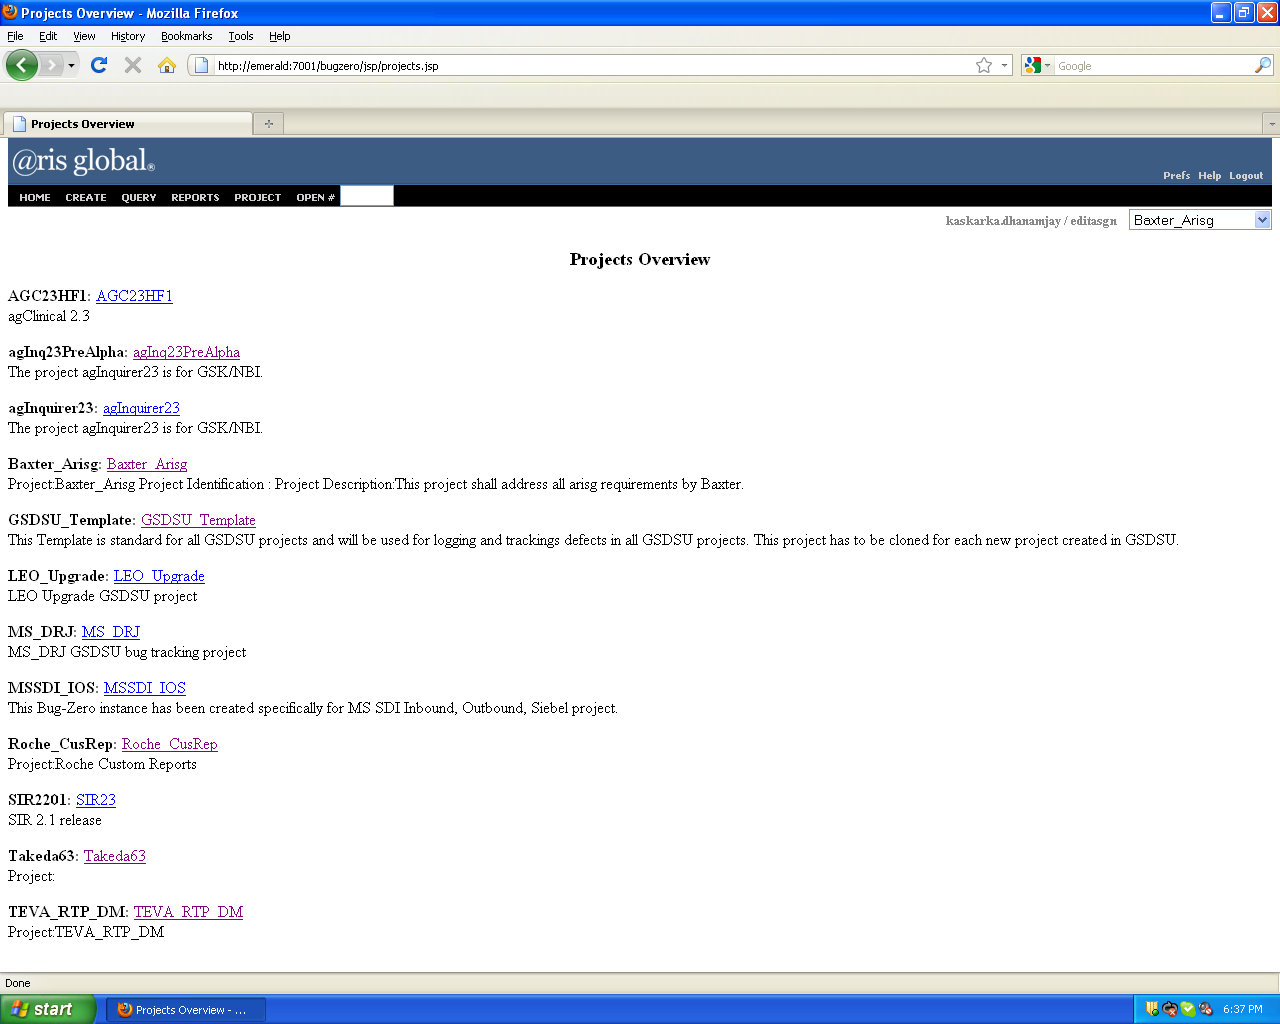 Projects Overview - Mozilla Firefox
File Edit View History Bookmarks Tools Help
http://emerald:7001/bugzero/jsp/projects.jsp
Google
Projects Overview
@ris global®
Prefs Help Logout
HOME CREATE QUERY REPORTS PROJECT OPEN #
kaskarka.dhanamjay / editasgn Baxter_Arisg
Projects Overview
AGC23HF1: AGC23HF1
agClinical 2.3
agInq23PreAlpha: agInq23PreAlpha
The project agInquirer23 is for GSK/NBI.
agInquirer23: agInquirer23
The project agInquirer23 is for GSK/NBI.
Baxter_Arisg: Baxter_Arisg
Project:Baxter_Arisg Project Identification : Project Description:This project shall address all arisg requirements by Baxter.
GSDSU_Template: GSDSU_Template
This Template is standard for all GSDSU projects and will be used for logging and trackings defects in all GSDSU projects. This project has to be cloned for each new project created in GSDSU.
LEO_Upgrade: LEO_Upgrade
LEO Upgrade GSDSU project
MS_DRJ: MS_DRJ
MS_DRJ GSDSU bug tracking project
MSSDI_IOS: MSSDI_IOS
This Bug-Zero instance has been created specifically for MS SDI Inbound, Outbound, Siebel project.
Roche_CusRep: Roche_CusRep
Project:Roche Custom Reports
SIR2201: SIR23
SIR 2.1 release
Takeda63: Takeda63
Project:
TEVA_RTP_DM: TEVA_RTP_DM
Project:TEVA_RTP_DM
Done
start Projects Overview - ... 6:37 PM